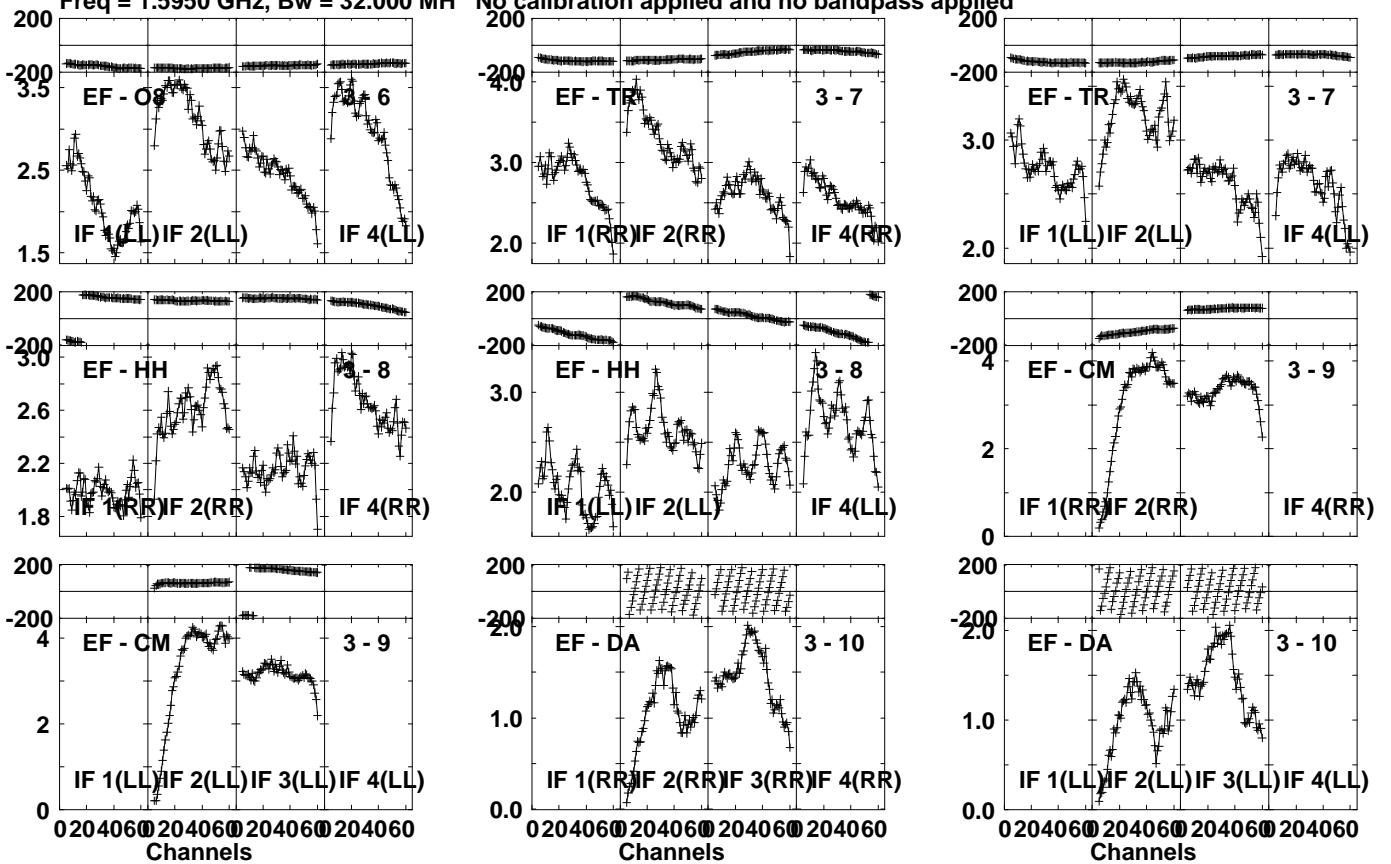 Freq = 1.5950 GHz, Bw = 32.000 MH No calibration applied and no bandpass applied
200 200 200
-200 -200 -200
3.5 EF - O8 3 - 6 4.0 EF - TR 3 - 7 EF - TR 3 - 7
2.5 3.0 3.0
1.5 IF 1(LL) IF 2(LL) IF 4(LL) 2.0 IF 1(RR) IF 2(RR) IF 4(RR) 2.0 IF 1(LL) IF 2(LL) IF 4(LL)
200 200 200
-200 -200 -200
3.0 EF - HH 3 - 8 EF - HH 3 - 8 4 EF - CM 3 - 9
2.6 3.0
2.2 2
1.8 IF 1(RR) IF 2(RR) IF 4(RR) 2.0 IF 1(LL) IF 2(LL) IF 4(LL) 0 IF 1(RR) IF 2(RR) IF 4(RR)
200 200 200
-200 -200 -200
4 EF - CM 3 - 9 2.0 EF - DA 3 - 10 2.0 EF - DA 3 - 10
2 1.0 1.0
IF 1(LL) IF 2(LL) IF 3(LL) IF 4(LL) IF 1(RR) IF 2(RR) IF 3(RR) IF 4(RR) IF 1(LL) IF 2(LL) IF 3(LL) IF 4(LL)
0 0.0 0.0
0 20 40 60 0 20 40 60 0 20 40 60 0 20 40 60 0 20 40 60 0 20 40 60 0 20 40 60 0 20 40 60 0 20 40 60 0 20 40 60 0 20 40 60 0 20 40 60
Channels Channels Channels